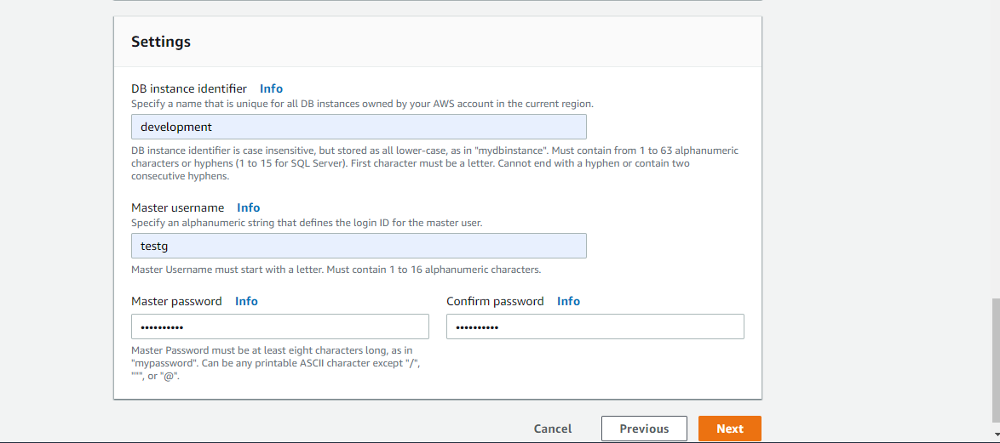 Settings
DB instance identifier Info
Specify a name that is unique for all DB instances owned by your AWS account in the current region.
development
DB instance identifier is case insensitive, but stored as all lower-case, as in "mydbinstance". Must contain from 1 to 63 alphanumeric
characters or hyphens (1 to 15 for SQL Server). First character must be a letter. Cannot end with a hyphen or contain two
consecutive hyphens.
Master username Info
Specify an alphanumeric string that defines the login ID for the master user.
testg
Master Username must start with a letter. Must contain 1 to 16 alphanumeric characters.
Master password Info Confirm password Info
•••••••••• ••••••••••
Master Password must be at least eight characters long, as in
"mypassword". Can be any printable ASCII character except "/",
""", or "@".
Cancel Previous Next